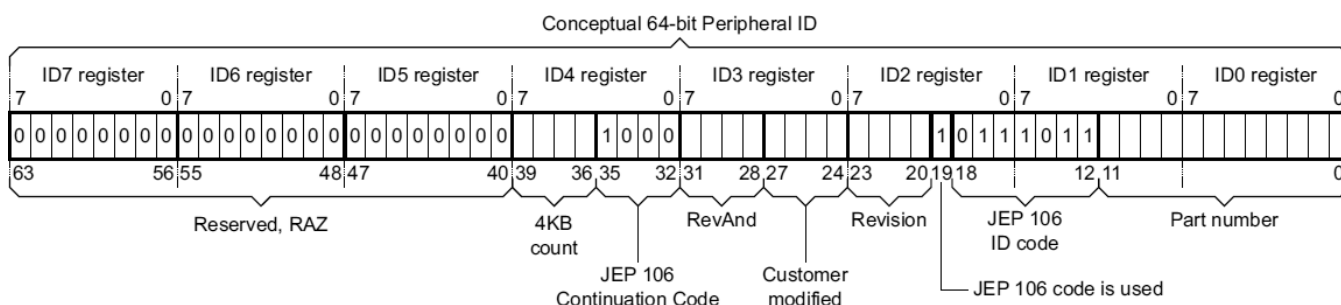 Conceptual 64-bit Peripheral ID
ID7 register ID6 register ID5 register ID4 register ID3 register ID2 register ID1 register ID0 register
7 0 7 0 7 0 7 0 7 0 7 0 7 0 7 0
0 0 0 0 0 0 0 0 0 0 0 0 0 0 0 0 0 0 0 0 0 0 0 0 1 0 0 0 1 0 1 1 1 0 1 1
63 56 55 48 47 40 39 36 35 32 31 28 27 24 23 20 19 18 12 11 0
Reserved, RAZ
4KB
count
JEP 106
Continuation Code
RevAnd
Customer
modified
Revision
JEP 106 code is used
JEP 106
ID code
Part number